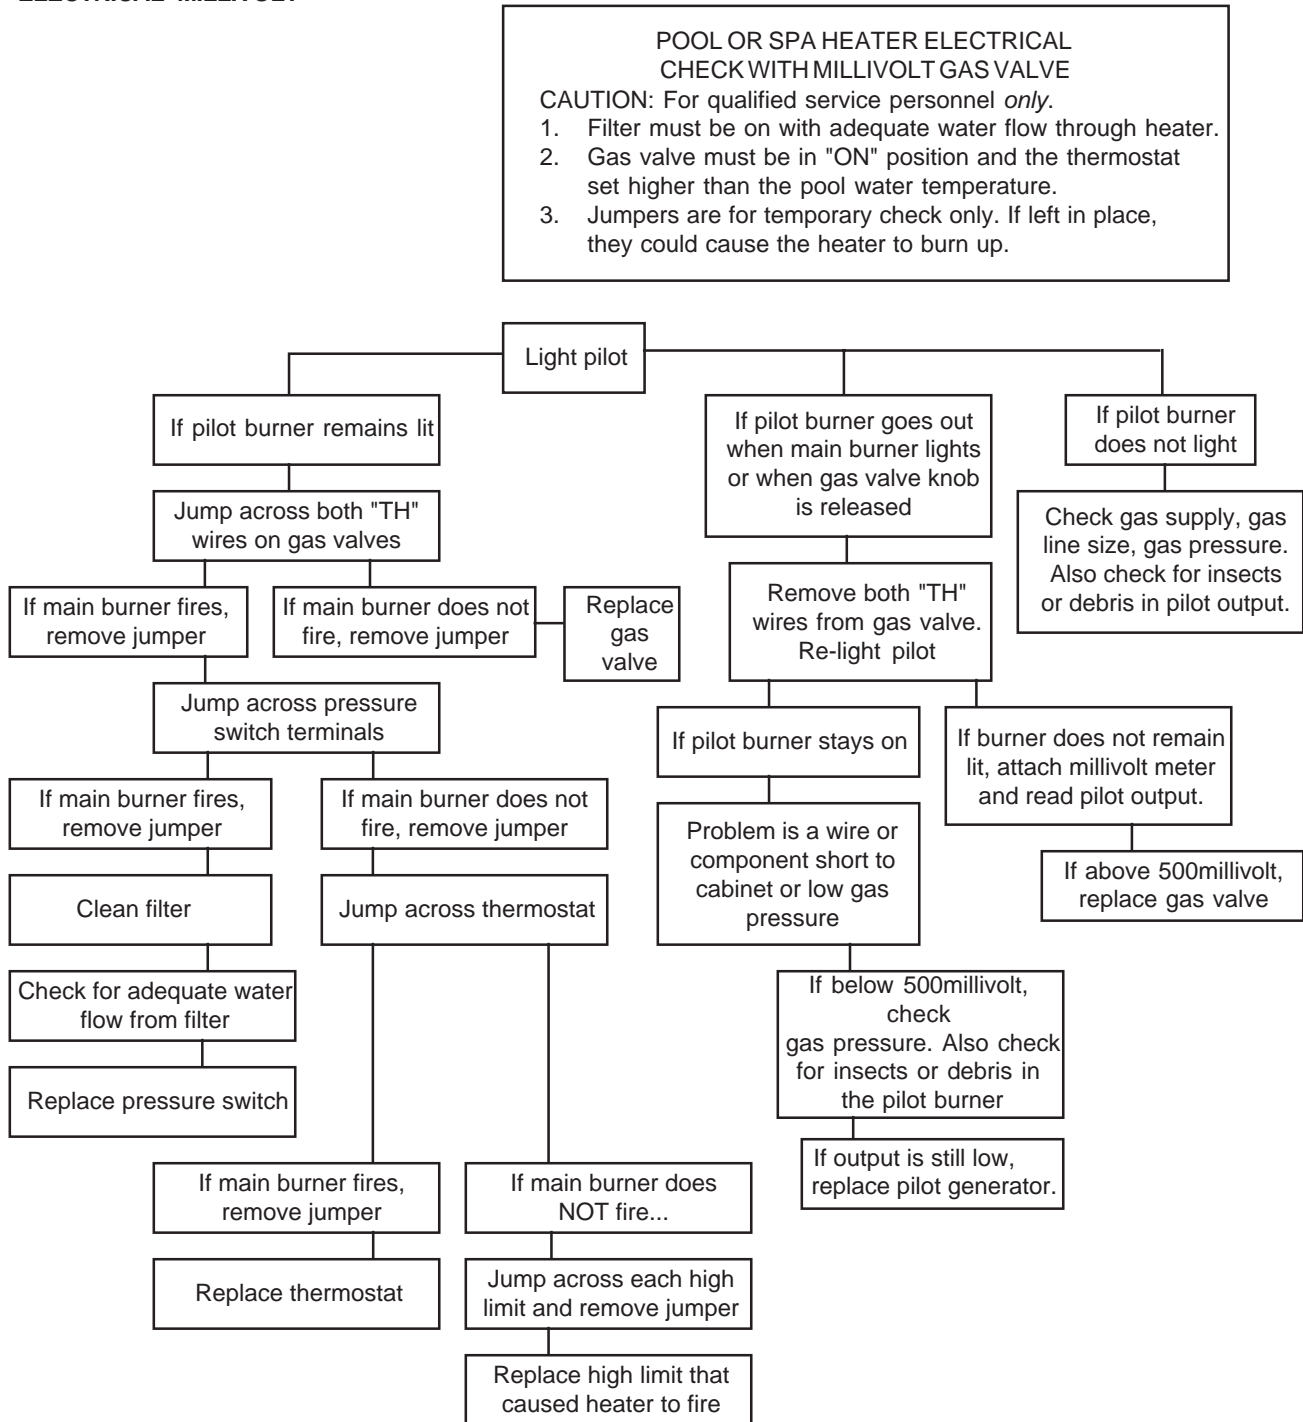 POOL OR SPA HEATER ELECTRICAL
CHECK WITH MILLIVOLT GAS VALVE
CAUTION: For qualified service personnel only.
1. Filter must be on with adequate water flow through heater.
2. Gas valve must be in "ON" position and the thermostat
set higher than the pool water temperature.
3. Jumpers are for temporary check only. If left in place,
they could cause the heater to burn up.
Light pilot
If pilot burner remains lit
If pilot burner goes out
when main burner lights
or when gas valve knob
is released
If pilot burner
does not light
Jump across both "TH"
wires on gas valves
Check gas supply, gas
line size, gas pressure.
Also check for insects
or debris in pilot output.
If main burner fires,
remove jumper
If main burner does not
fire, remove jumper
Replace
gas
valve
Remove both "TH"
wires from gas valve.
Re-light pilot
Jump across pressure
switch terminals
If pilot burner stays on
If burner does not remain
lit, attach millivolt meter
and read pilot output.
If main burner fires,
remove jumper
If main burner does not
fire, remove jumper
Problem is a wire or
component short to
cabinet or low gas
pressure
If above 500millivolt,
replace gas valve
Clean filter
Jump across thermostat
Check for adequate water
flow from filter
If below 500millivolt,
check
gas pressure. Also check
for insects or debris in
the pilot burner
Replace pressure switch
If output is still low,
replace pilot generator.
If main burner fires,
remove jumper
If main burner does
NOT fire...
Replace thermostat
Jump across each high
limit and remove jumper
Replace high limit that
caused heater to fire